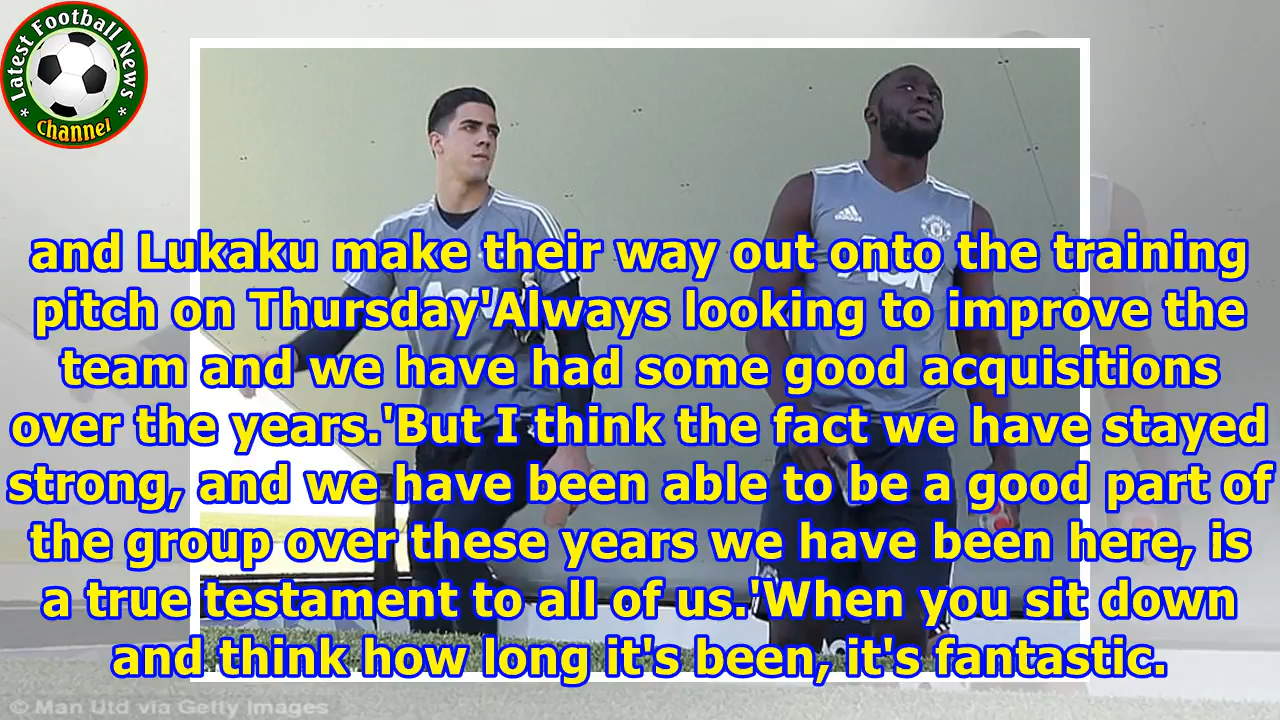 Latest Football News
* Channel *
adidas
AON
AON
and Lukaku make their way out onto the training
pitch on Thursday'Always looking to improve the
team and we have had some good acquisitions
over the years.'But I think the fact we have stayed
strong, and we have been able to be a good part of
the group over these years we have been here, is
a true testament to all of us.'When you sit down
and think how long it's been, it's fantastic.
© Man Utd via Getty Images